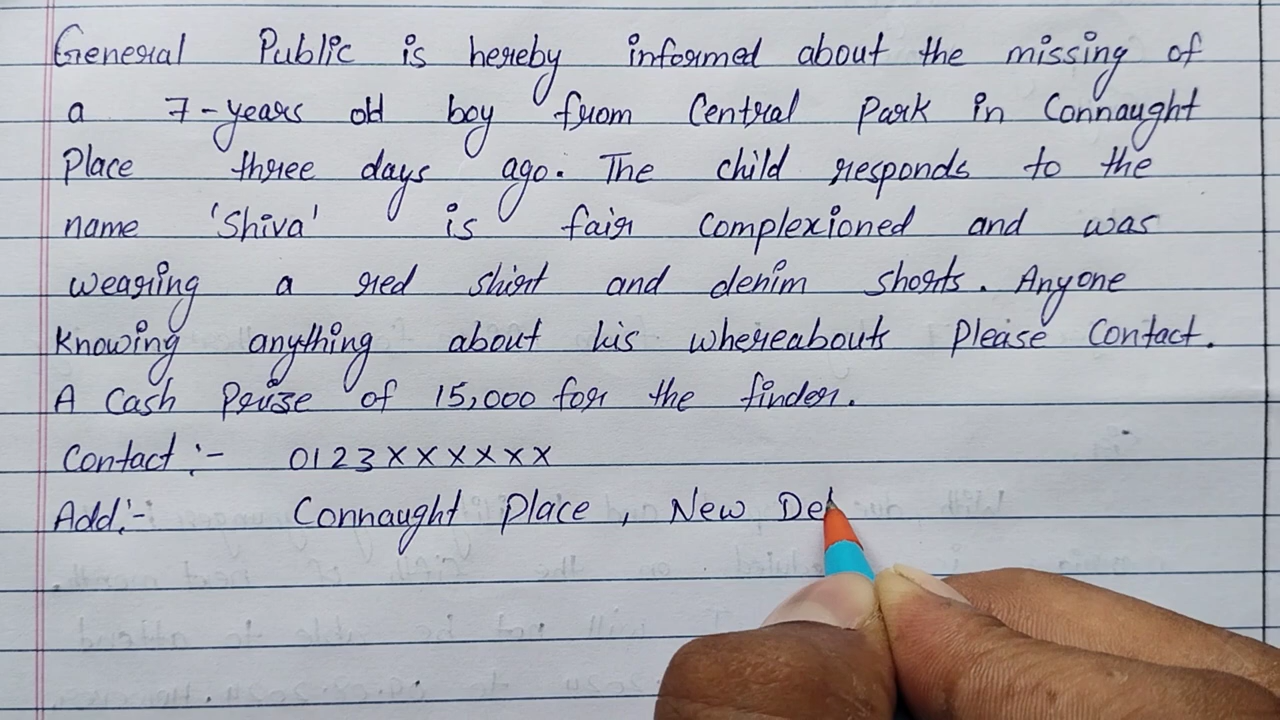 General Public is hereby informed about the missing of
a 7-years old boy from Central Park in Connaught
Place three days ago. The child responds to the
name 'Shiva' is fair complexioned and was
wearing a red shirt and denim shorts. Anyone
knowing anything about his whereabouts please contact.
A cash prize of 15,000 for the finder.
Contact :- 0123xxxxxx
Add:- Connaught Place, New Del